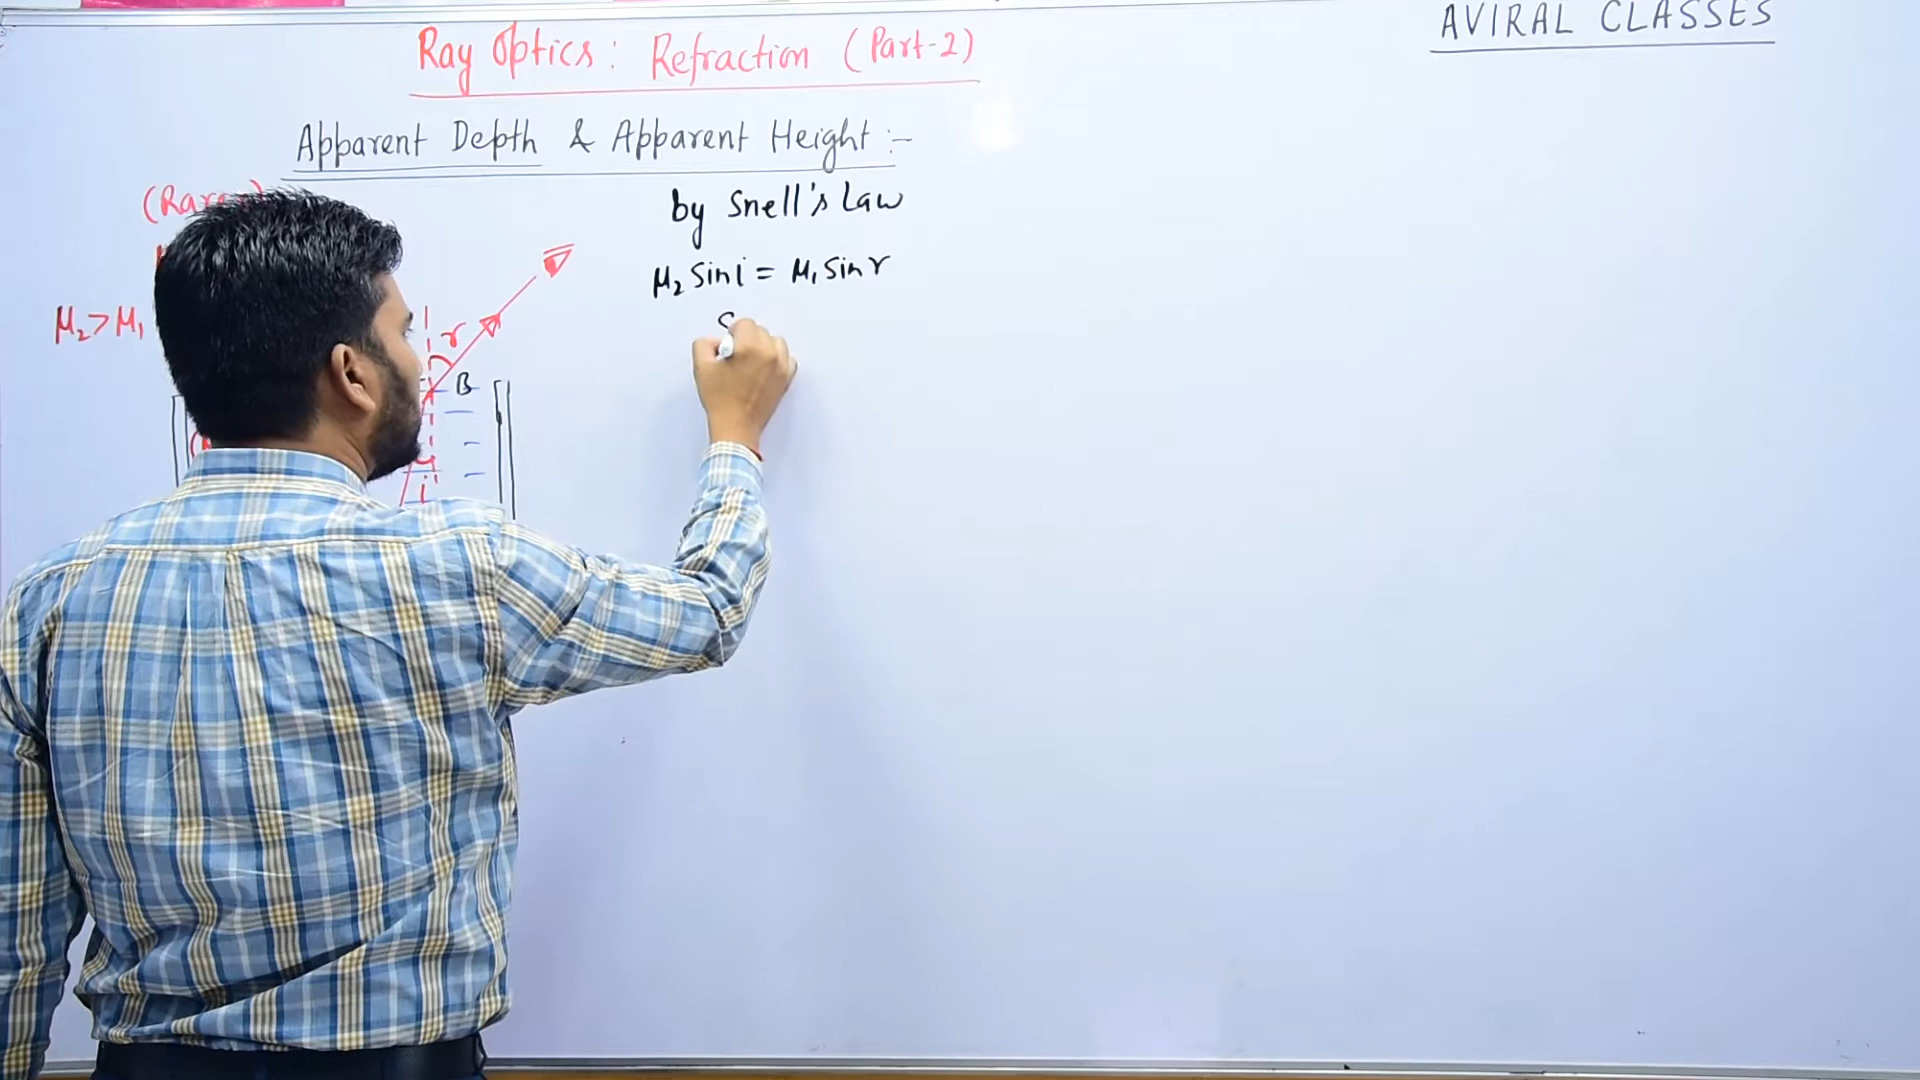 AVIRAL CLASSES
Ray Optics: Refraction (Part-2)
Apparent Depth & Apparent Height :-
by Snell's Law
μ₂ Sin i = μ₁ Sin r
μ₂ > μ₁
r
B
i